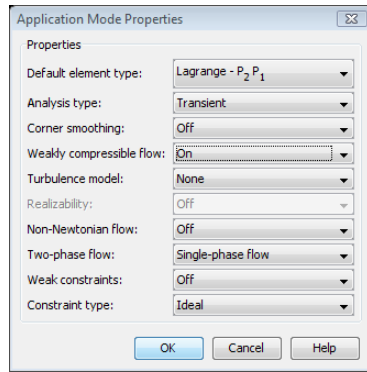 Application Mode Properties
Properties
Default element type: Lagrange - P2 P1
Analysis type: Transient
Corner smoothing: Off
Weakly compressible flow: On
Turbulence model: None
Realizability: Off
Non-Newtonian flow: Off
Two-phase flow: Single-phase flow
Weak constraints: Off
Constraint type: Ideal
OK Cancel Help